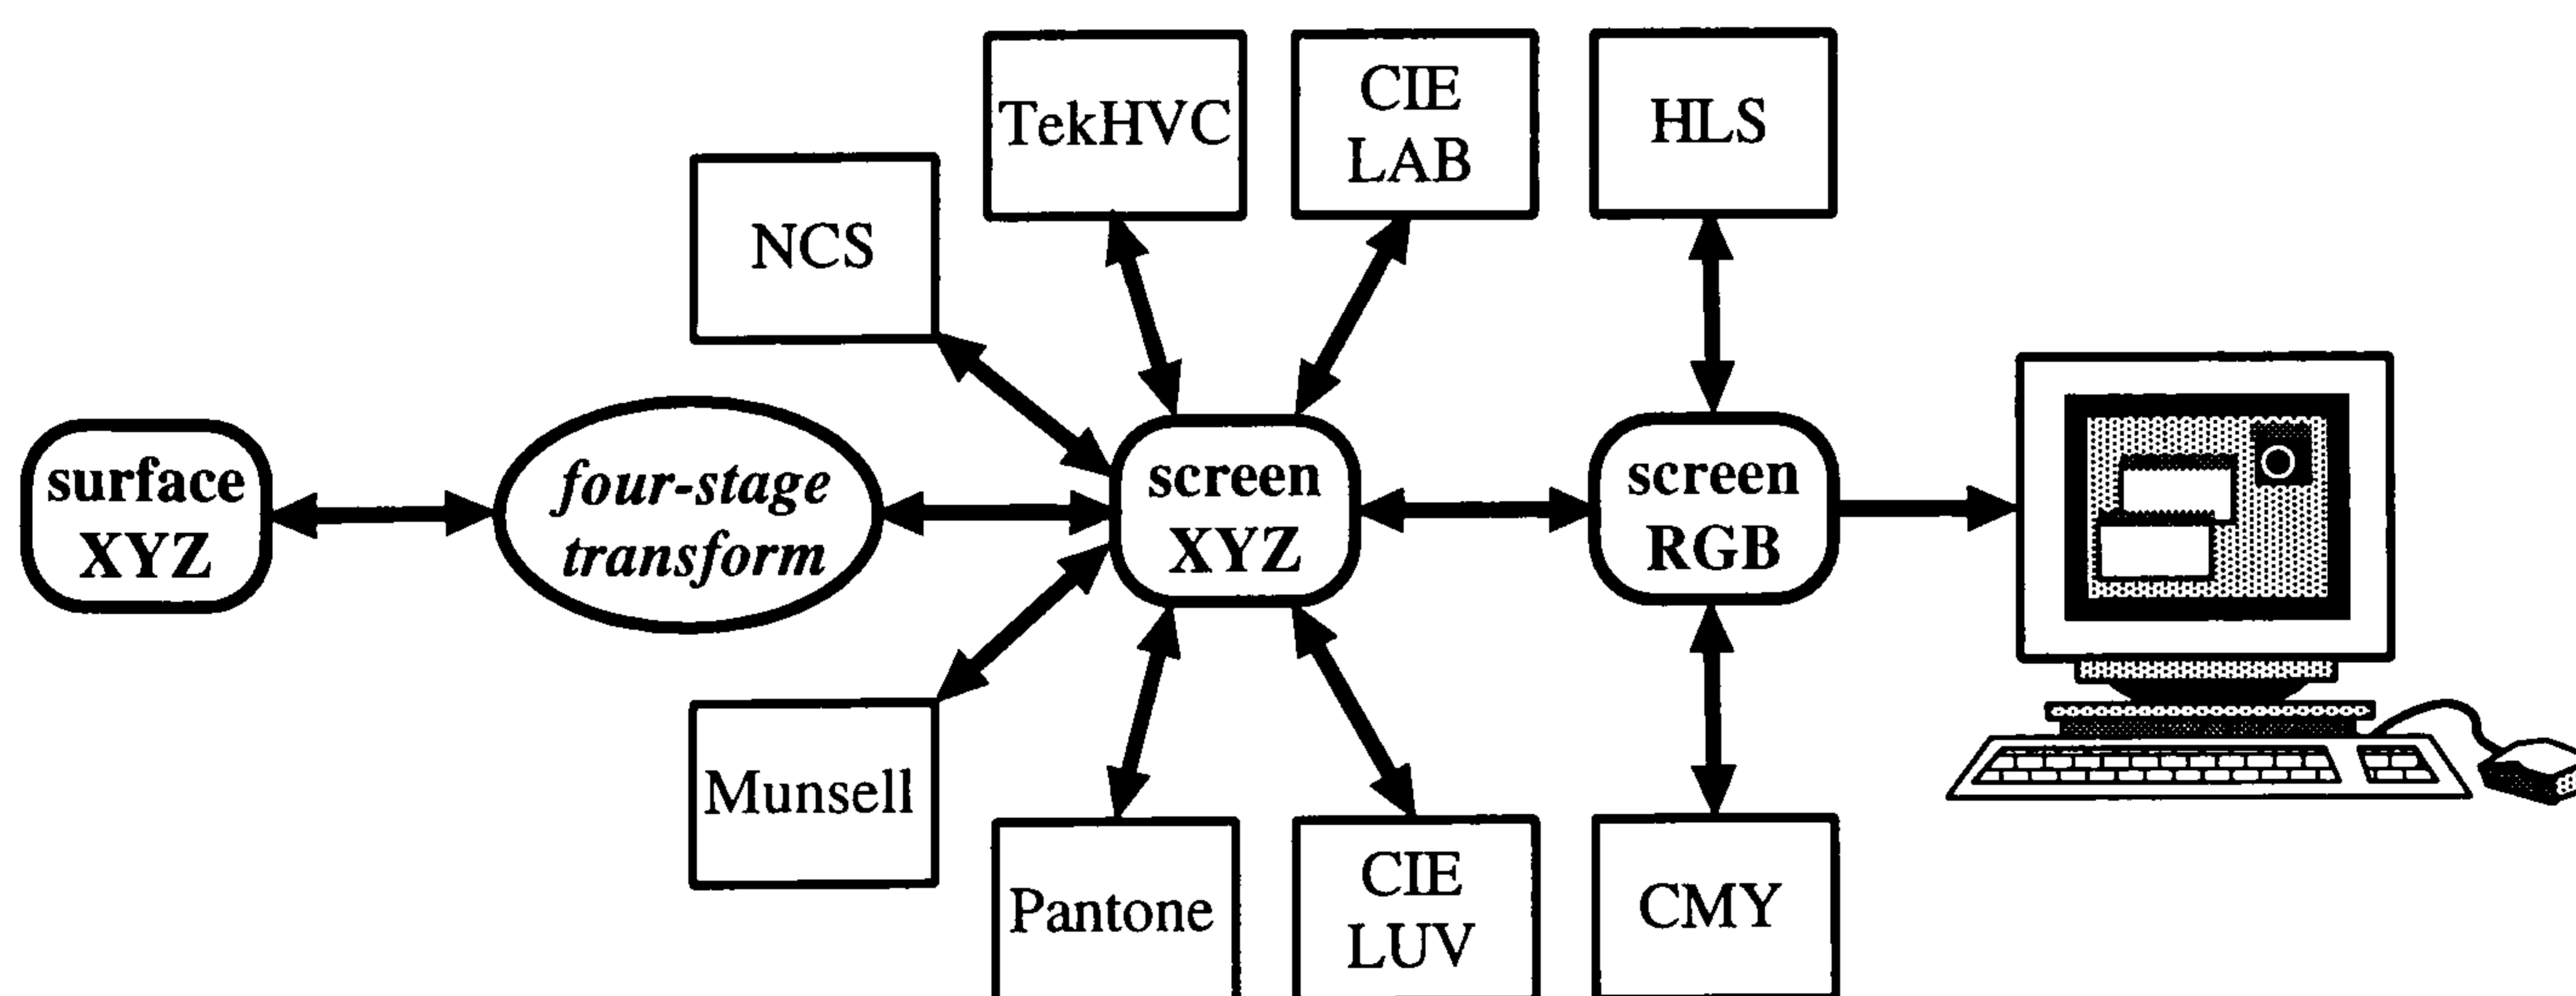 TekHVC
CIE
LAB
HLS
NCS
surface
XYZ
four-stage
transform
screen
XYZ
screen
RGB
Munsell
Pantone
CIE
LUV
CMY